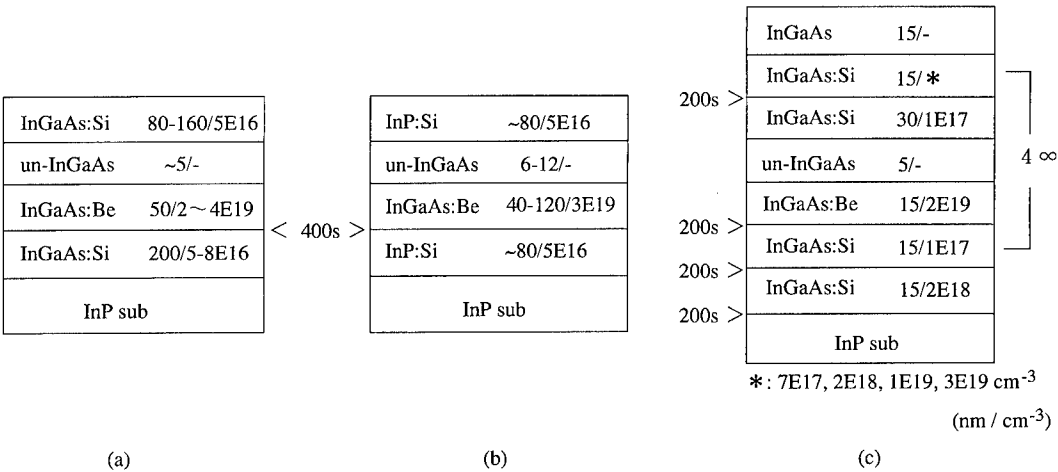 InGaAs:Si 80-160/5E16
un-InGaAs ~5/-
InGaAs:Be 50/2～4E19
InGaAs:Si 200/5-8E16
InP sub
(a)
< 400s >
InP:Si ~80/5E16
un-InGaAs 6-12/-
InGaAs:Be 40-120/3E19
InP:Si ~80/5E16
InP sub
(b)
InGaAs 15/-
InGaAs:Si 15/＊
200s >
InGaAs:Si 30/1E17
un-InGaAs 5/-
4 ∞
InGaAs:Be 15/2E19
200s >
InGaAs:Si 15/1E17
200s >
InGaAs:Si 15/2E18
200s >
InP sub
＊: 7E17, 2E18, 1E19, 3E19 cm-3
(nm / cm-3)
(c)